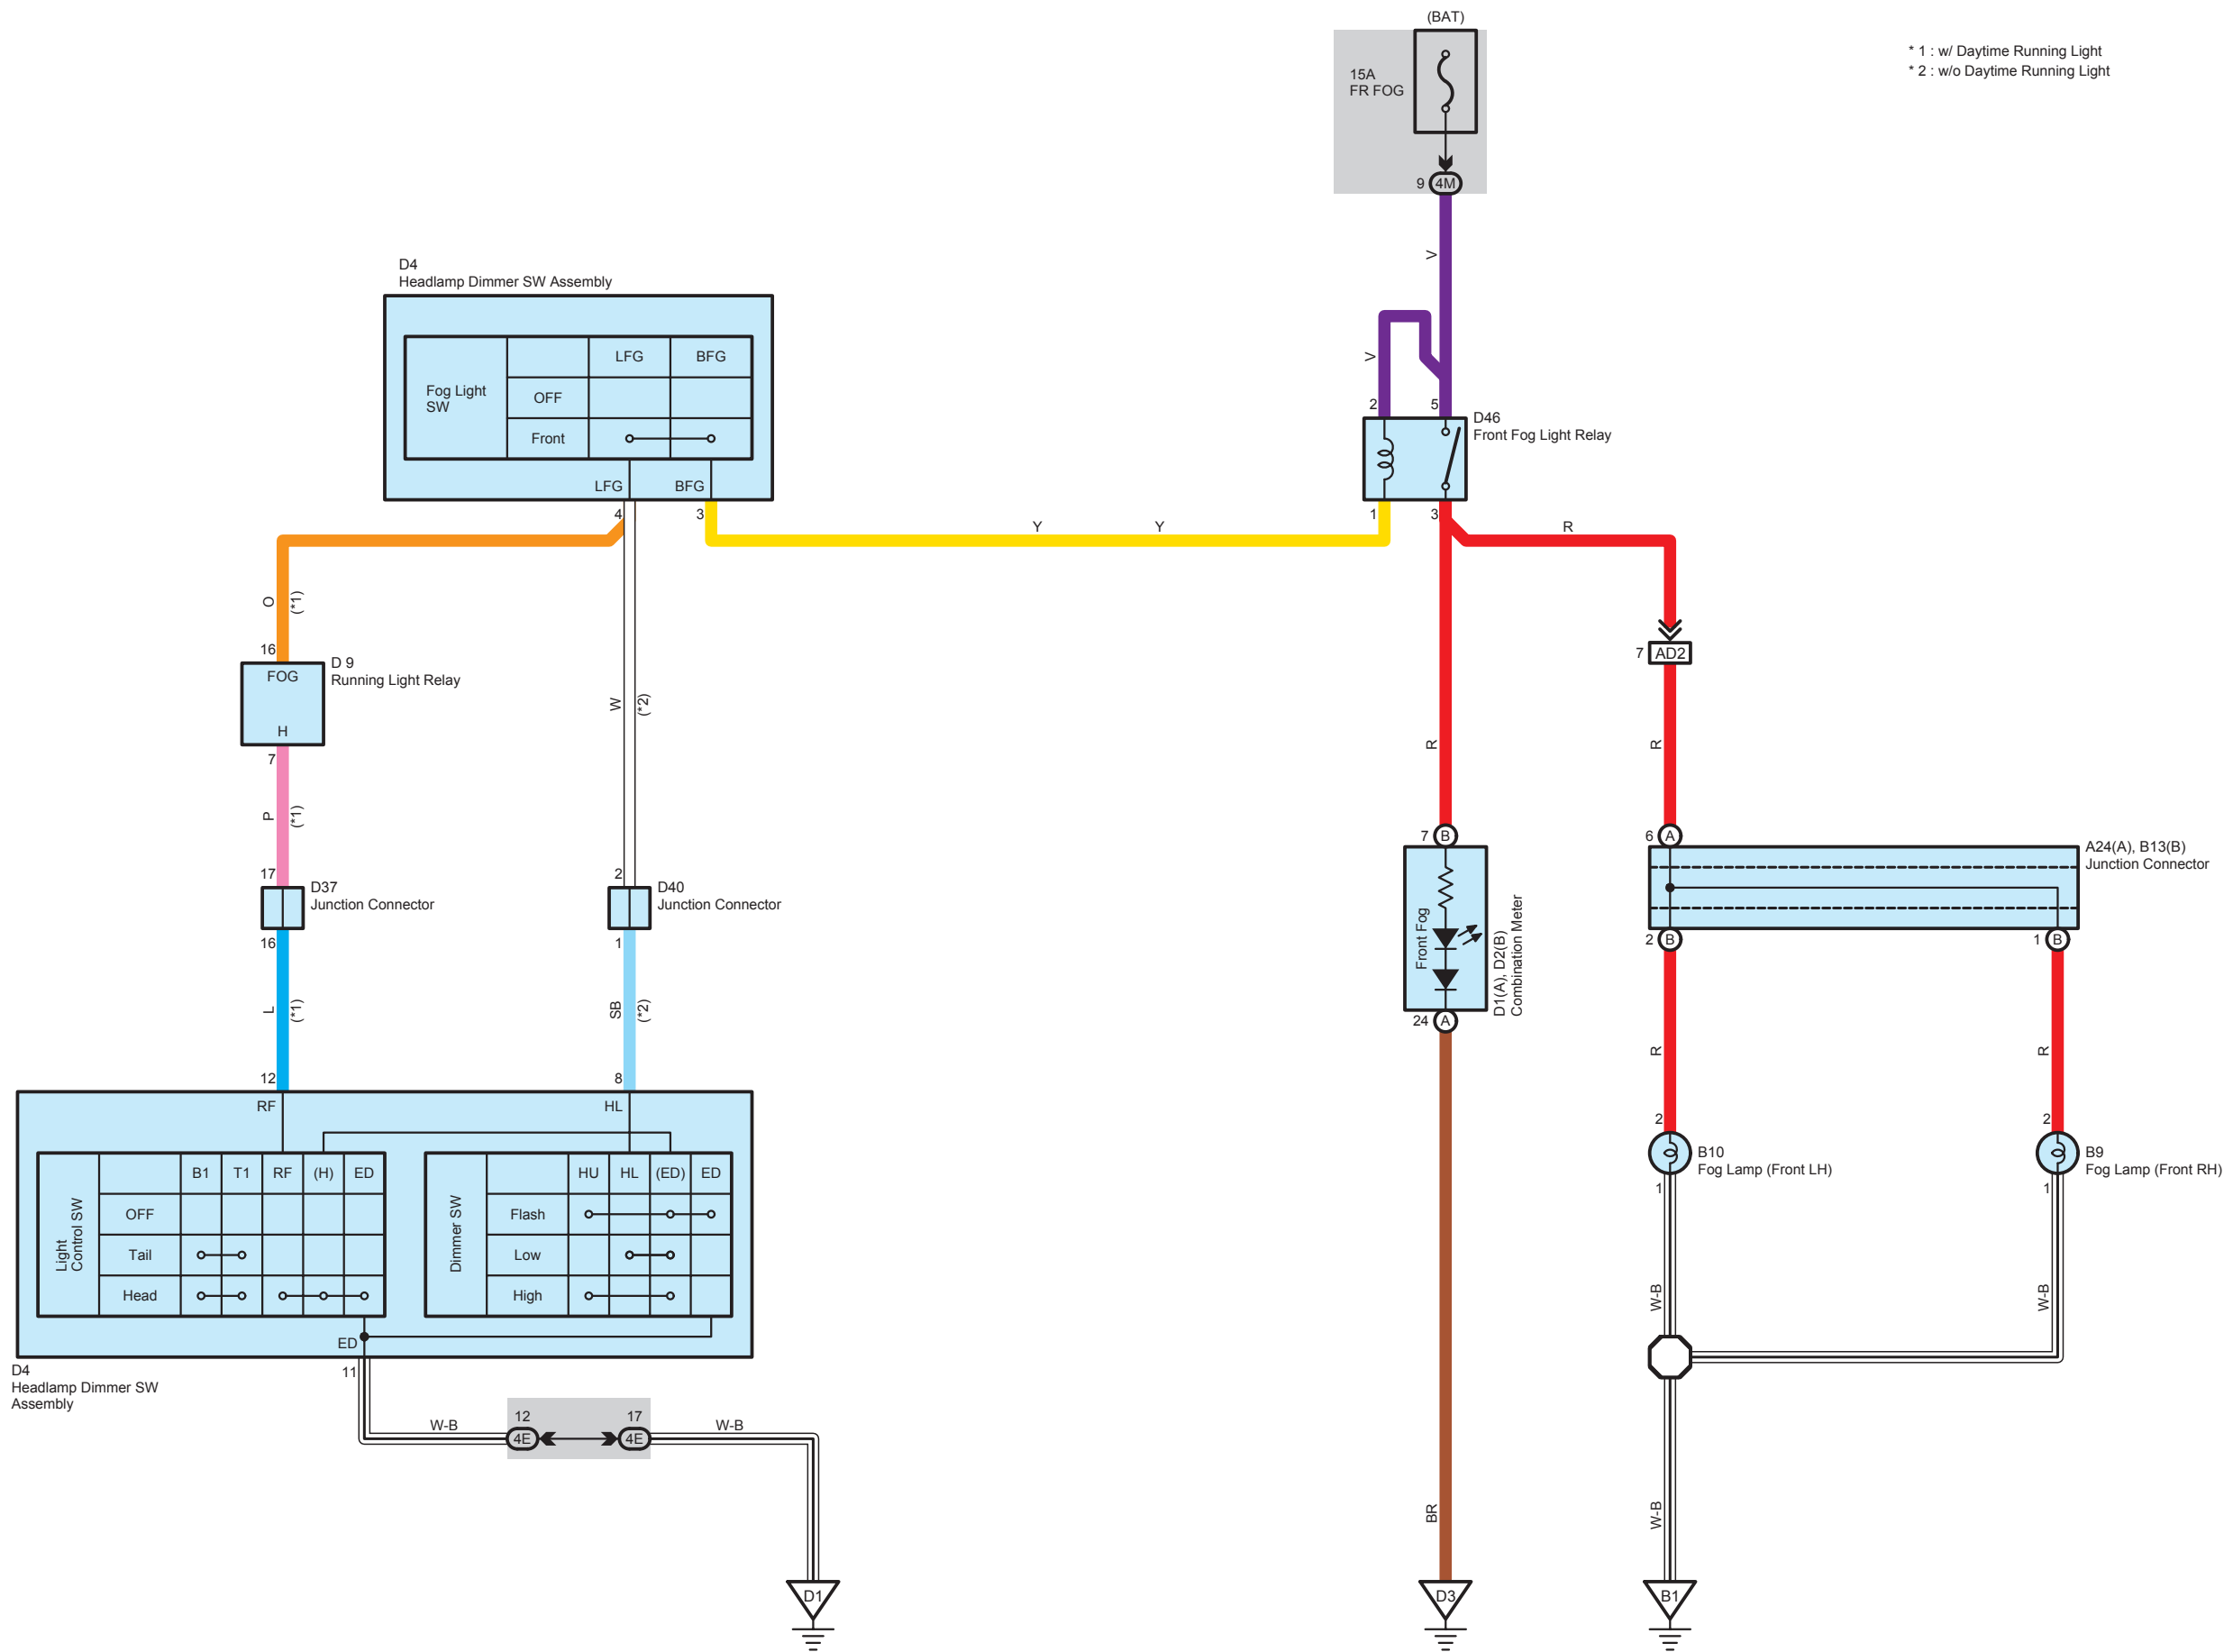 (BAT)
* 1 : w/ Daytime Running Light
* 2 : w/o Daytime Running Light
15A
FR FOG
9 4M
V
D4
Headlamp Dimmer SW Assembly
LFG BFG
Fog Light
SW
OFF
Front
LFG BFG
4 3
V
2 5
D46
Front Fog Light Relay
1 3
Y Y
R
O
(*1)
16
FOG
H
D 9
Running Light Relay
7
W
(*2)
7 AD2
R
R
P
(*1)
17
D37
Junction Connector
16
2
D40
Junction Connector
1
7 B
Front Fog
D1(A), D2(B)
Combination Meter
24 A
6 A
A24(A), B13(B)
Junction Connector
2 B
1 B
L
(*1)
SB
(*2)
R
R
12 8
RF HL
2
B10
Fog Lamp (Front LH)
1
2
B9
Fog Lamp (Front RH)
1
Light
Control SW
B1 T1 RF (H) ED
OFF
Tail
Head
Dimmer SW
HU HL (ED) ED
Flash
Low
High
ED
11
D4
Headlamp Dimmer SW
Assembly
W-B
12
4E
17
4E
W-B
W-B
W-B
BR
W-B
D1
D3
B1